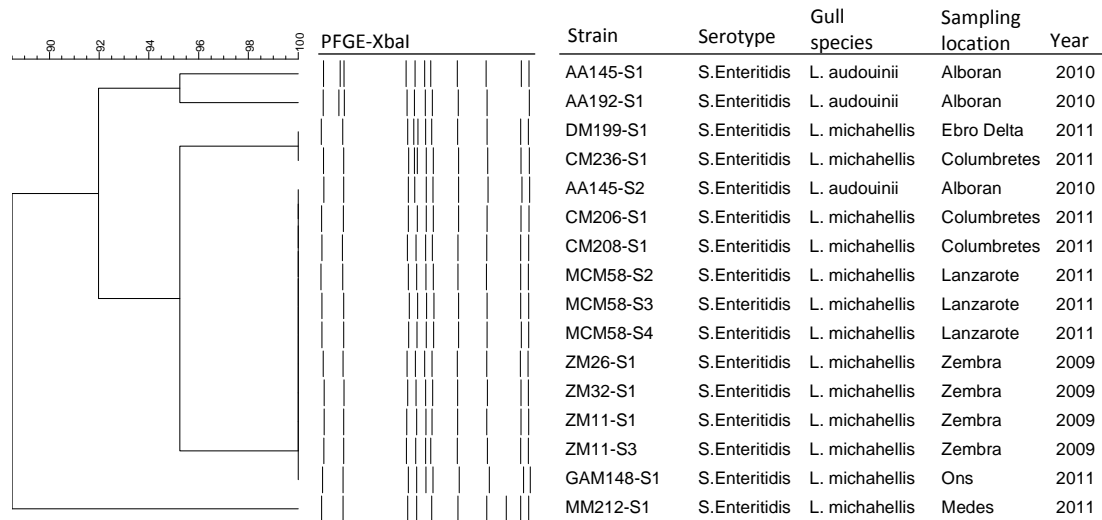 90 92 94 96 98 100
PFGE-XbaI Strain Serotype Gull species Sampling location Year
AA145-S1 S.Enteritidis L. audouinii Alboran 2010
AA192-S1 S.Enteritidis L. audouinii Alboran 2010
DM199-S1 S.Enteritidis L. michahellis Ebro Delta 2011
CM236-S1 S.Enteritidis L. michahellis Columbretes 2011
AA145-S2 S.Enteritidis L. audouinii Alboran 2010
CM206-S1 S.Enteritidis L. michahellis Columbretes 2011
CM208-S1 S.Enteritidis L. michahellis Columbretes 2011
MCM58-S2 S.Enteritidis L. michahellis Lanzarote 2011
MCM58-S3 S.Enteritidis L. michahellis Lanzarote 2011
MCM58-S4 S.Enteritidis L. michahellis Lanzarote 2011
ZM26-S1 S.Enteritidis L. michahellis Zembra 2009
ZM32-S1 S.Enteritidis L. michahellis Zembra 2009
ZM11-S1 S.Enteritidis L. michahellis Zembra 2009
ZM11-S3 S.Enteritidis L. michahellis Zembra 2009
GAM148-S1 S.Enteritidis L. michahellis Ons 2011
MM212-S1 S.Enteritidis L. michahellis Medes 2011